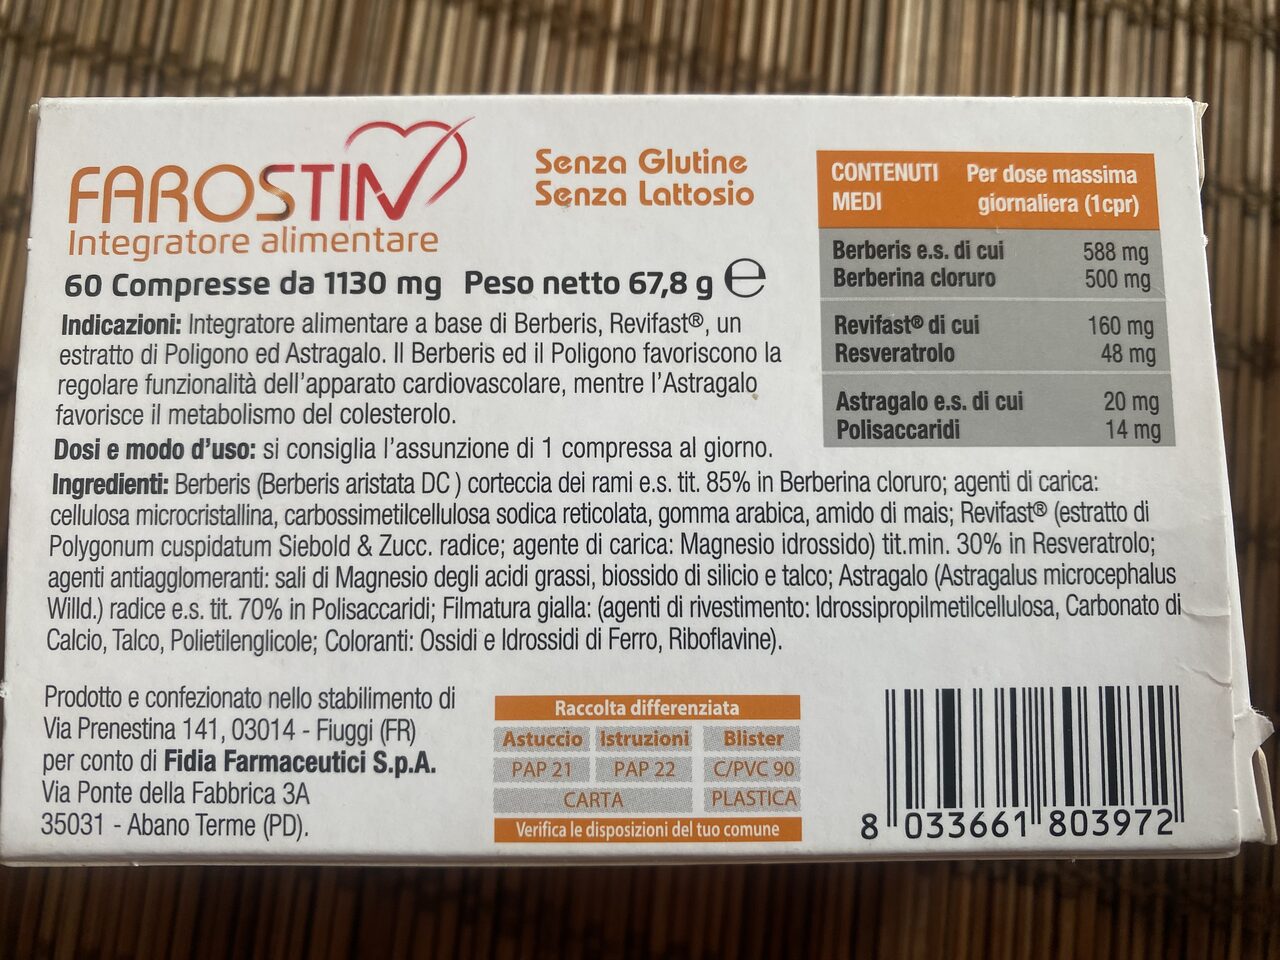 FAROSTIN
Integratore alimentare
Senza Glutine
Senza Lattosio
60 Compresse da 1130 mg Peso netto 67,8 g ℮
Indicazioni: Integratore alimentare a base di Berberis, Revifast®, un
estratto di Poligono ed Astragalo. Il Berberis ed il Poligono favoriscono la
regolare funzionalità dell'apparato cardiovascolare, mentre l'Astragalo
favorisce il metabolismo del colesterolo.
Dosi e modo d'uso: si consiglia l'assunzione di 1 compressa al giorno.
CONTENUTI MEDI Per dose massima giornaliera (1cpr)
Berberis e.s. di cui 588 mg
Berberina cloruro 500 mg
Revifast® di cui 160 mg
Resveratrolo 48 mg
Astragalo e.s. di cui 20 mg
Polisaccaridi 14 mg
Ingredienti: Berberis (Berberis aristata DC ) corteccia dei rami e.s. tit. 85% in Berberina cloruro; agenti di carica:
cellulosa microcristallina, carbossimetilcellulosa sodica reticolata, gomma arabica, amido di mais; Revifast® (estratto di
Polygonum cuspidatum Siebold & Zucc. radice; agente di carica: Magnesio idrossido) tit.min. 30% in Resveratrolo;
agenti antiagglomeranti: sali di Magnesio degli acidi grassi, biossido di silicio e talco; Astragalo (Astragalus microcephalus
Willd.) radice e.s. tit. 70% in Polisaccaridi; Filmatura gialla: (agenti di rivestimento: Idrossipropilmetilcellulosa, Carbonato di
Calcio, Talco, Polietilenglicole; Coloranti: Ossidi e Idrossidi di Ferro, Riboflavine).
Prodotto e confezionato nello stabilimento di
Via Prenestina 141, 03014 - Fiuggi (FR)
per conto di Fidia Farmaceutici S.p.A.
Via Ponte della Fabbrica 3A
35031 - Abano Terme (PD).
Raccolta differenziata
Astuccio Istruzioni Blister
PAP 21 PAP 22 C/PVC 90
CARTA PLASTICA
Verifica le disposizioni del tuo comune
8 033661 803972